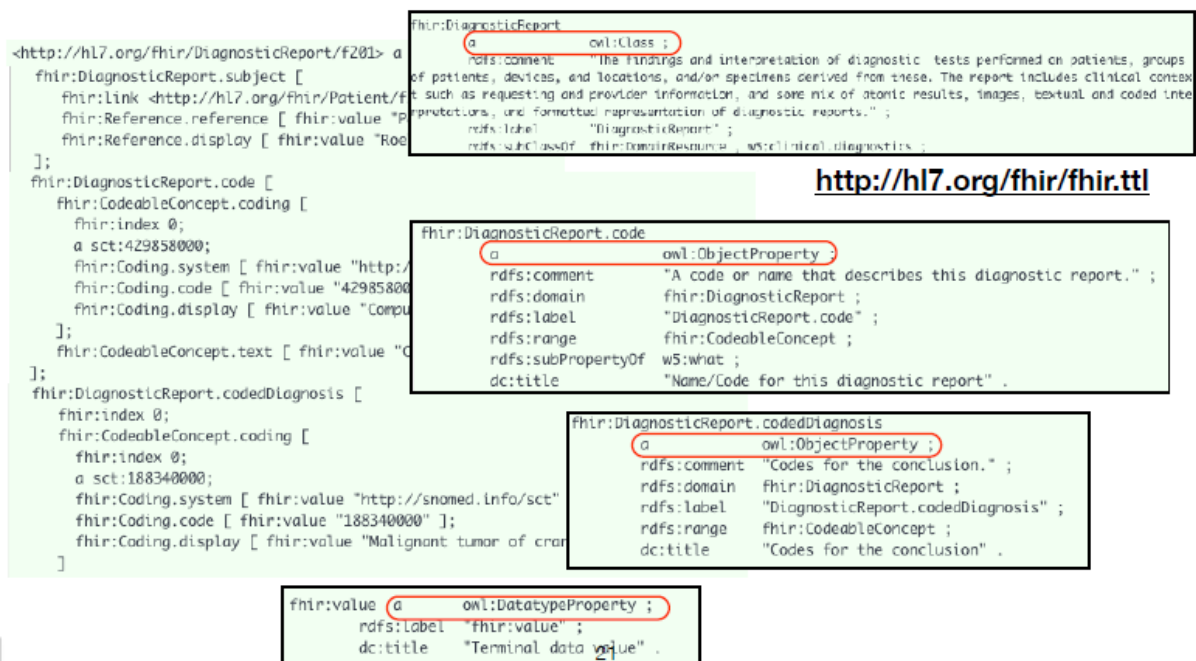 <http://hl7.org/fhir/DiagnosticReport/f201> a
fhir:DiagnosticReport.subject [
fhir:link <http://hl7.org/fhir/Patient/f
fhir:Reference.reference [ fhir:value "P
fhir:Reference.display [ fhir:value "Roe
];
fhir:DiagnosticReport.code [
fhir:CodeableConcept.coding [
fhir:index 0;
a sct:429858000;
fhir:Coding.system [ fhir:value "http:/
fhir:Coding.code [ fhir:value "42985800
fhir:Coding.display [ fhir:value "Compu
];
fhir:CodeableConcept.text [ fhir:value "C
];
fhir:DiagnosticReport.codedDiagnosis [
fhir:index 0;
fhir:CodeableConcept.coding [
fhir:index 0;
a sct:188340000;
fhir:Coding.system [ fhir:value "http://snomed.info/sct"
fhir:Coding.code [ fhir:value "188340000" ];
fhir:Coding.display [ fhir:value "Malignant tumor of cran
]
fhir:DiagnosticReport
a owl:Class ;
rdfs:comment "The findings and interpretation of diagnostic tests performed on patients, groups
of patients, devices, and locations, and/or specimens derived from these. The report includes clinical contex
t such as requesting and provider information, and some mix of atomic results, images, textual and coded inte
rpretations, and formatted representation of diagnostic reports." ;
rdfs:label "DiagnosticReport" ;
rdfs:subClassOf fhir:DomainResource , w5:clinical.diagnostics ;
http://hl7.org/fhir/fhir.ttl
fhir:DiagnosticReport.code
a owl:ObjectProperty ;
rdfs:comment "A code or name that describes this diagnostic report." ;
rdfs:domain fhir:DiagnosticReport ;
rdfs:label "DiagnosticReport.code" ;
rdfs:range fhir:CodeableConcept ;
rdfs:subPropertyOf w5:what ;
dc:title "Name/Code for this diagnostic report" .
fhir:DiagnosticReport.codedDiagnosis
a owl:ObjectProperty ;
rdfs:comment "Codes for the conclusion." ;
rdfs:domain fhir:DiagnosticReport ;
rdfs:label "DiagnosticReport.codedDiagnosis" ;
rdfs:range fhir:CodeableConcept ;
dc:title "Codes for the conclusion" .
fhir:value a owl:DatatypeProperty ;
rdfs:label "fhir:value" ;
dc:title "Terminal data value" .
21